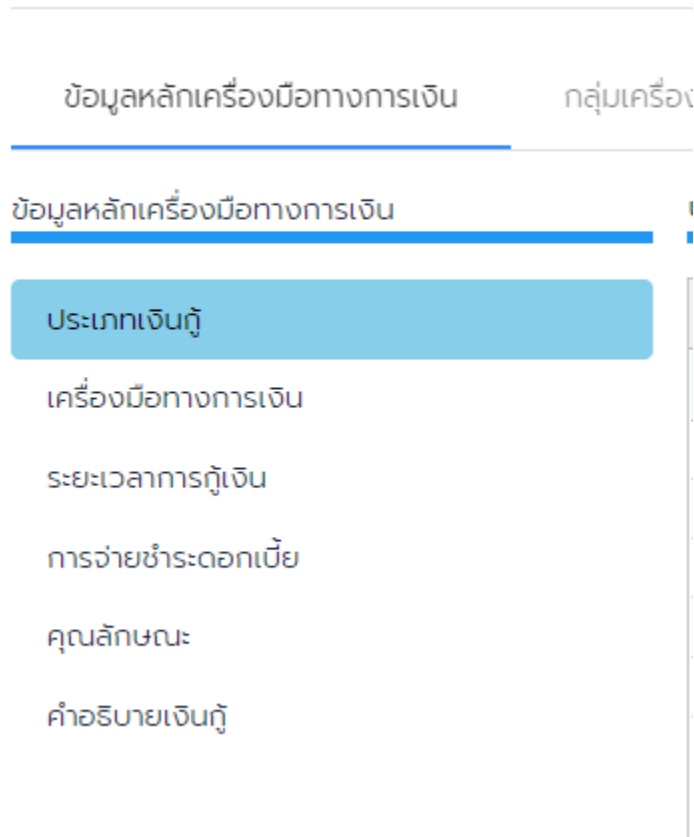 ข้อมูลหลักเครื่องมือทางการเงิน
ข้อมูลหลักเครื่องมือทางการเงิน
ประเภทเงินกู้
เครื่องมือทางการเงิน
ระยะเวลาการกู้เงิน
การจ่ายชำระดอกเบี้ย
คุณลักษณะ
คำอธิบายเงินกู้